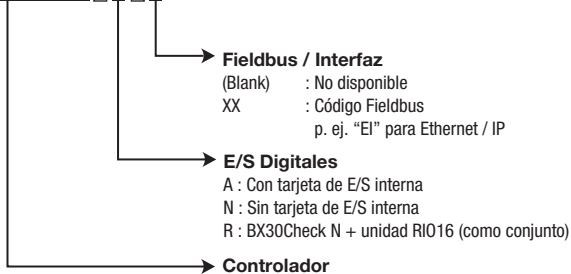 Fieldbus / Interfaz
(Blank) : No disponible
XX : Código Fieldbus
p. ej. “EI” para Ethernet / IP
E/S Digitales
A : Con tarjeta de E/S interna
N : Sin tarjeta de E/S interna
R : BX30Check N + unidad RIO16 (como conjunto)
Controlador